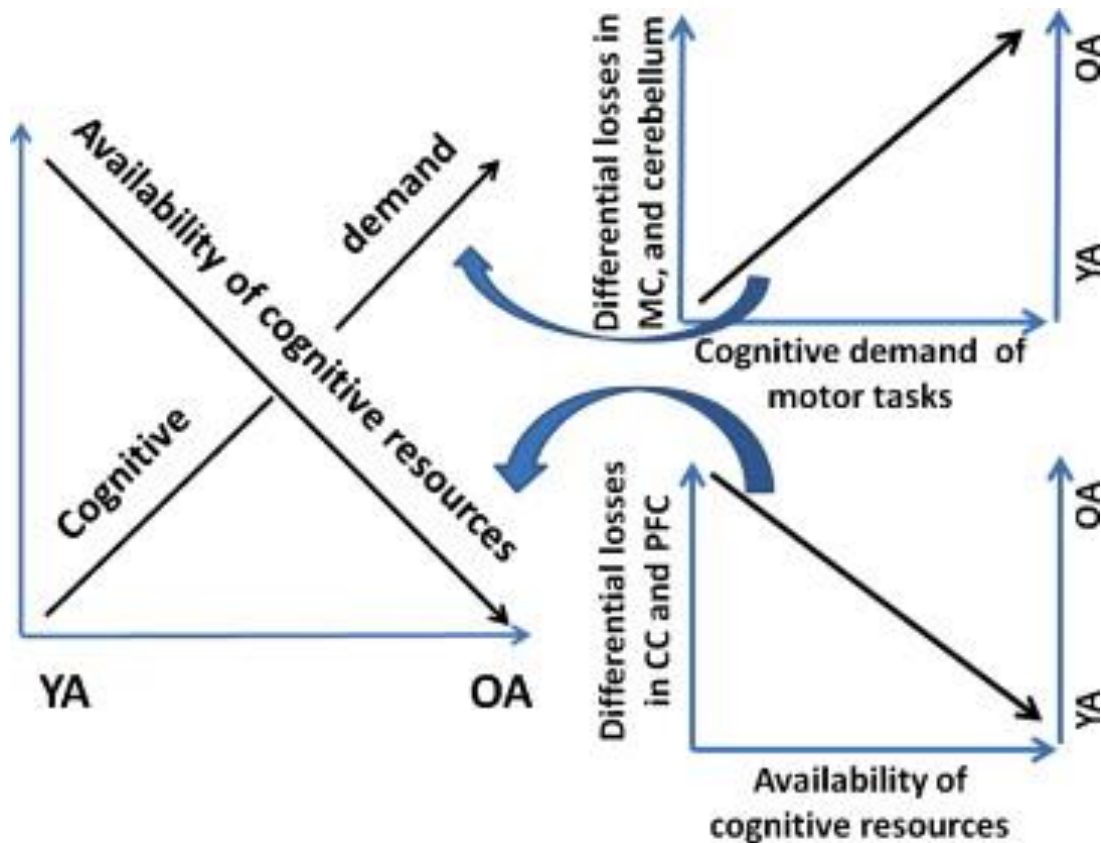 Availability of cognitive resources
Cognitive
demand
YA
OA
Differential losses in
MC, and cerebellum
OA
YA
Cognitive demand of
motor tasks
Differential losses
in CC and PFC
OA
YA
Availability of
cognitive resources